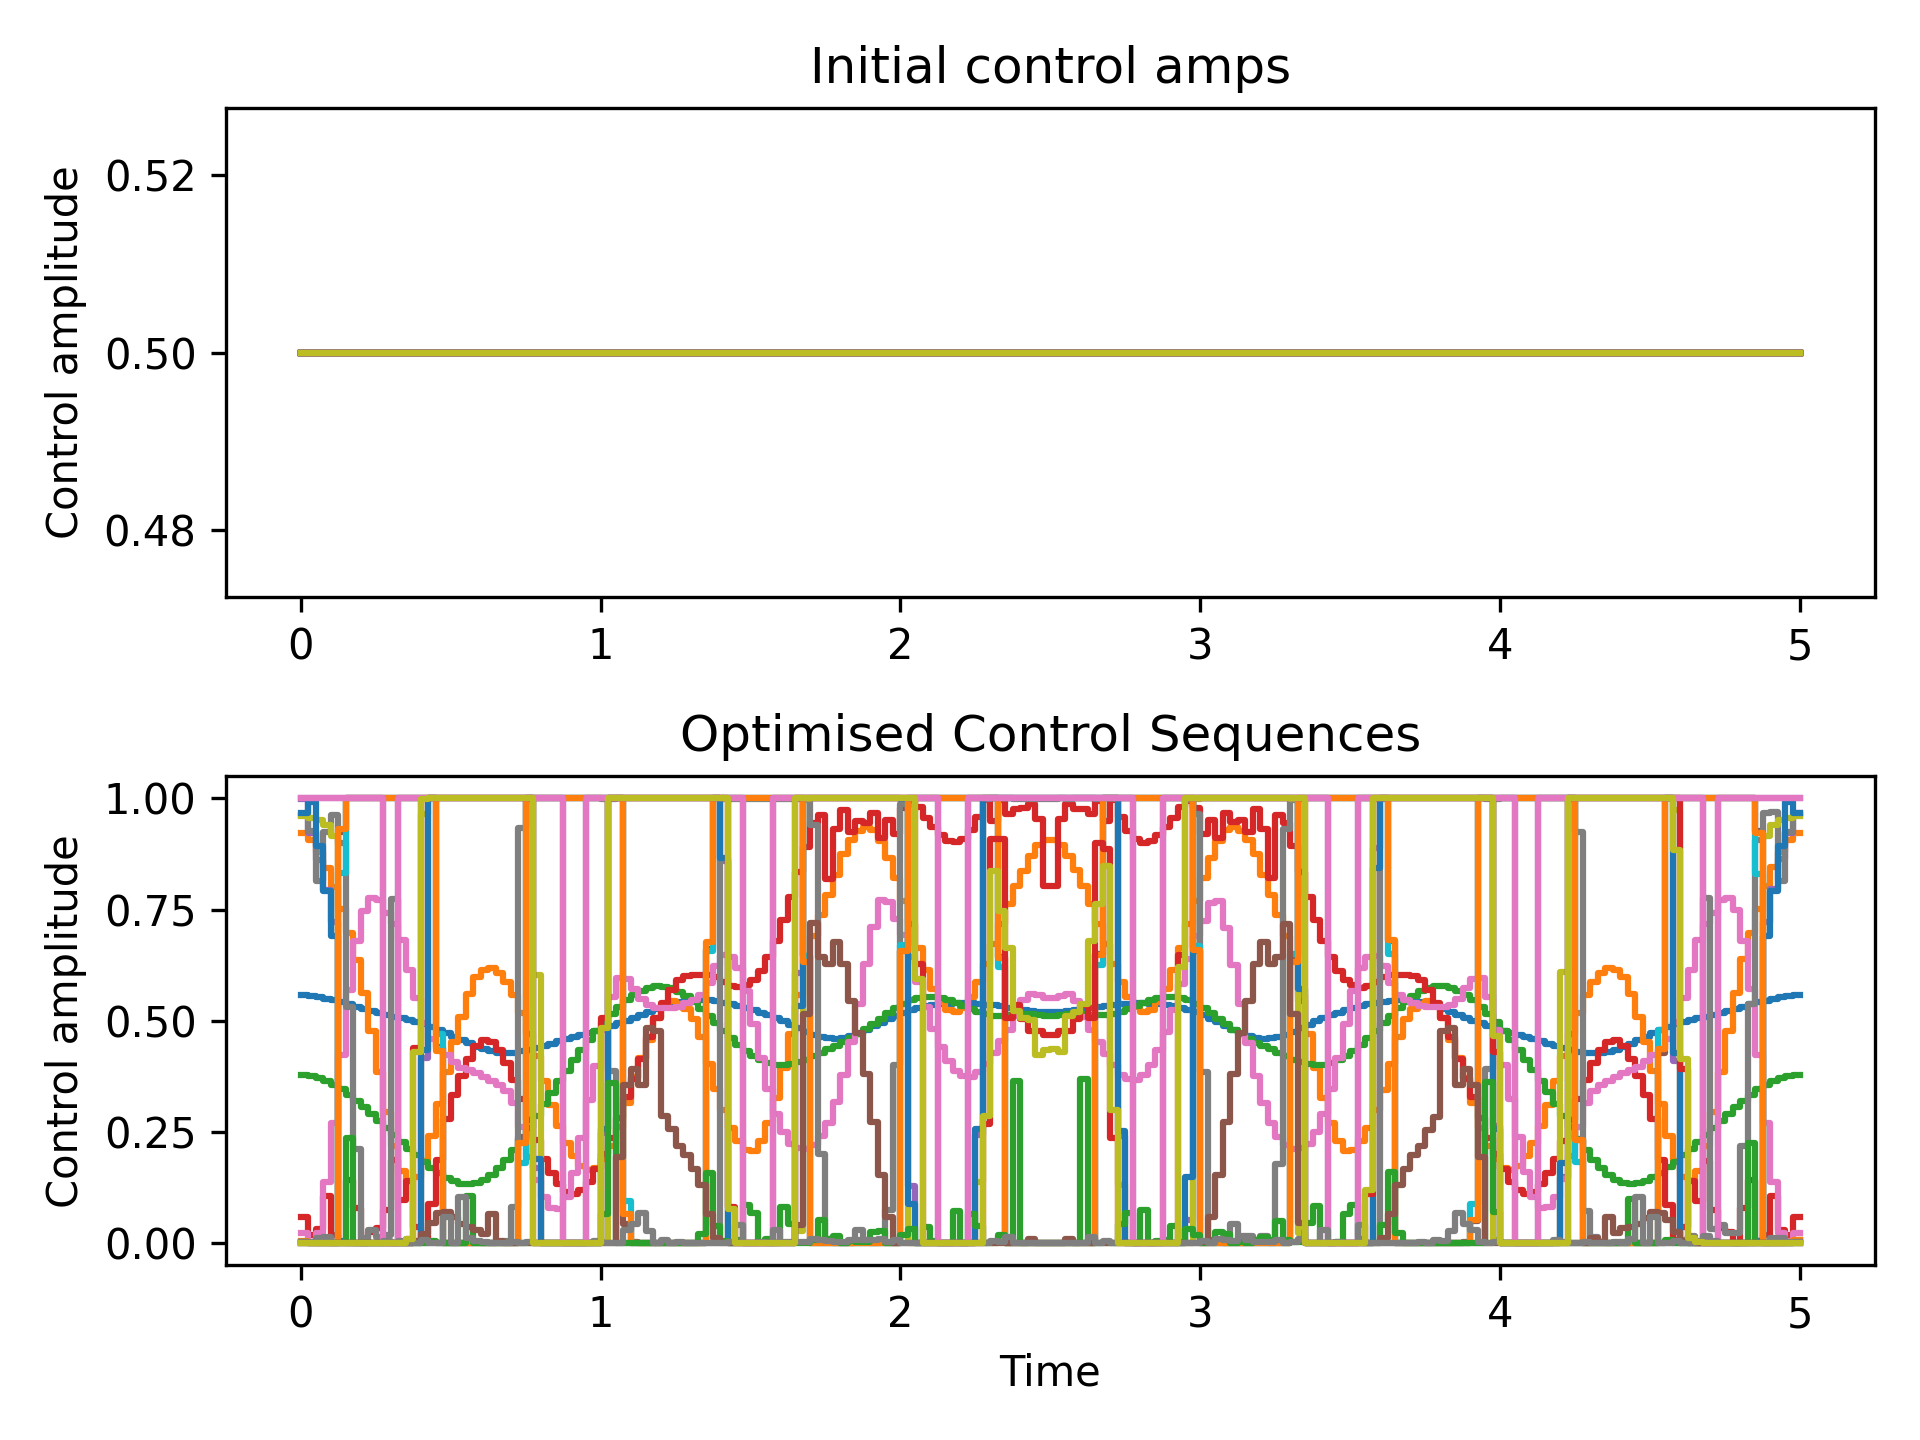 Initial control amps
Control amplitude
0.52
0.50
0.48
0 1 2 3 4 5
Optimised Control Sequences
Control amplitude
1.00
0.75
0.50
0.25
0.00
0 1 2 3 4 5
Time